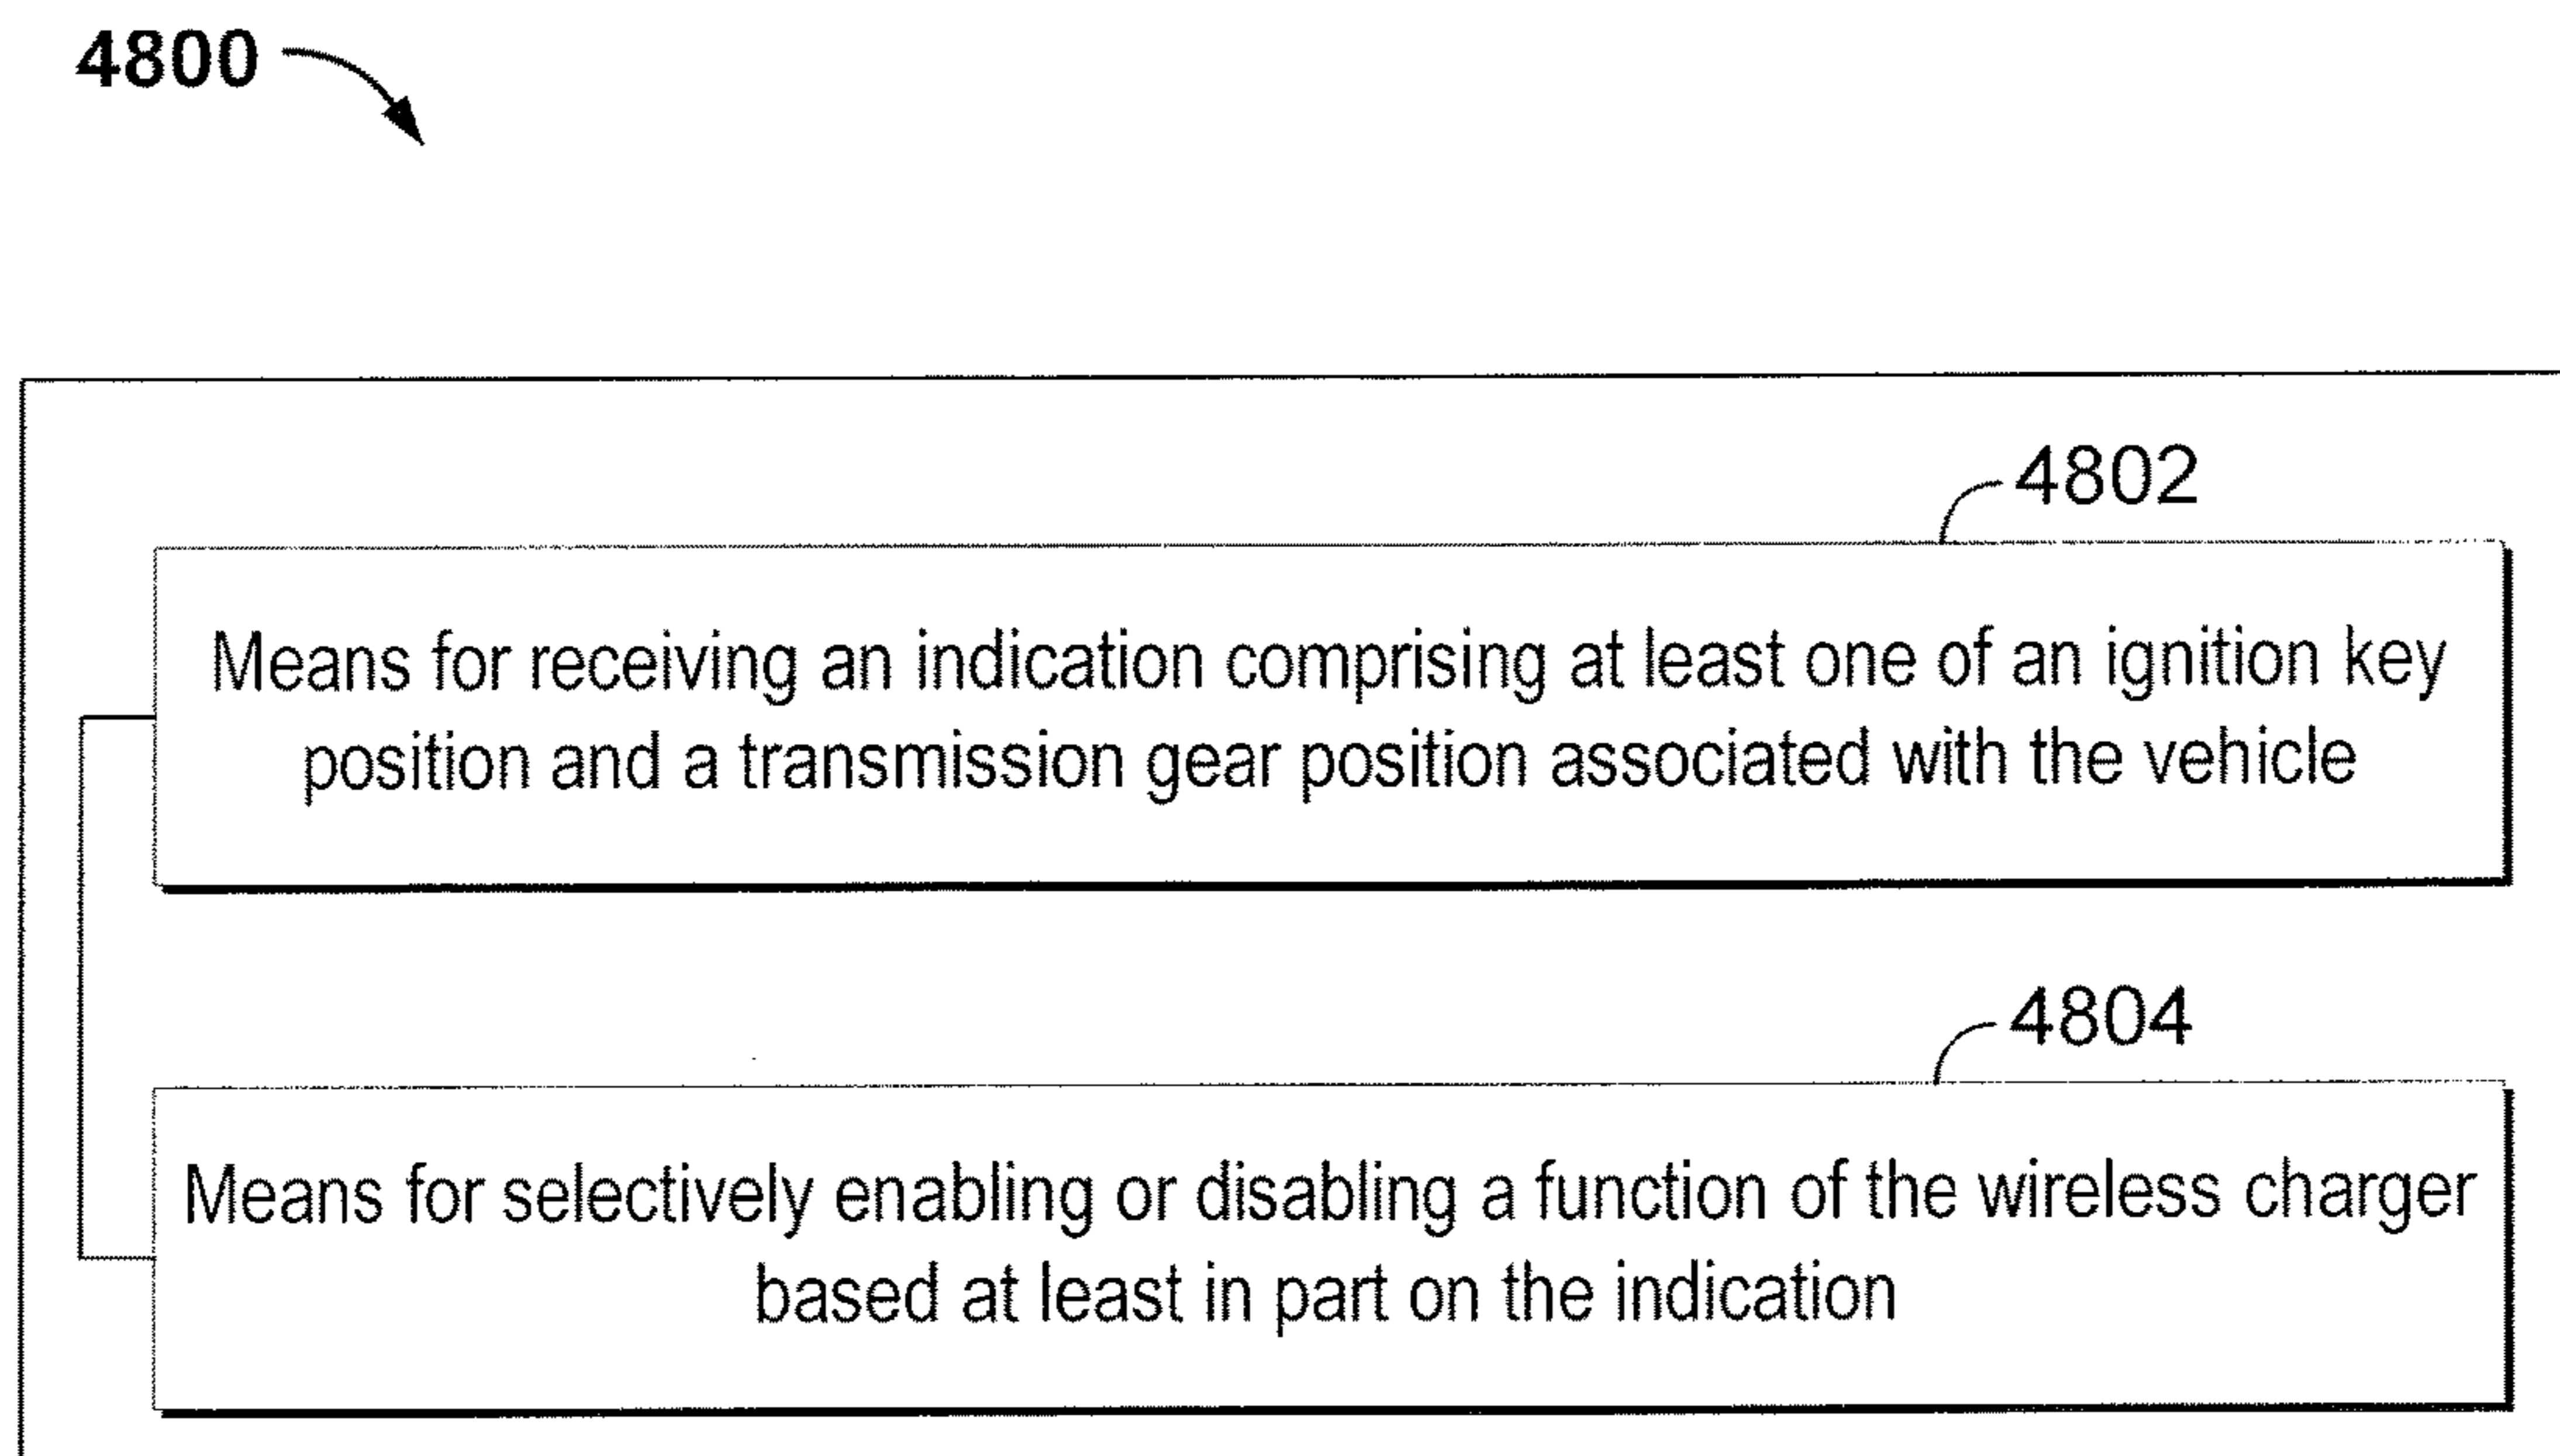 4800
4802
Means for receiving an indication comprising at least one of an ignition key
position and a transmission gear position associated with the vehicle
4804
Means for selectively enabling or disabling a function of the wireless charger
based at least in part on the indication